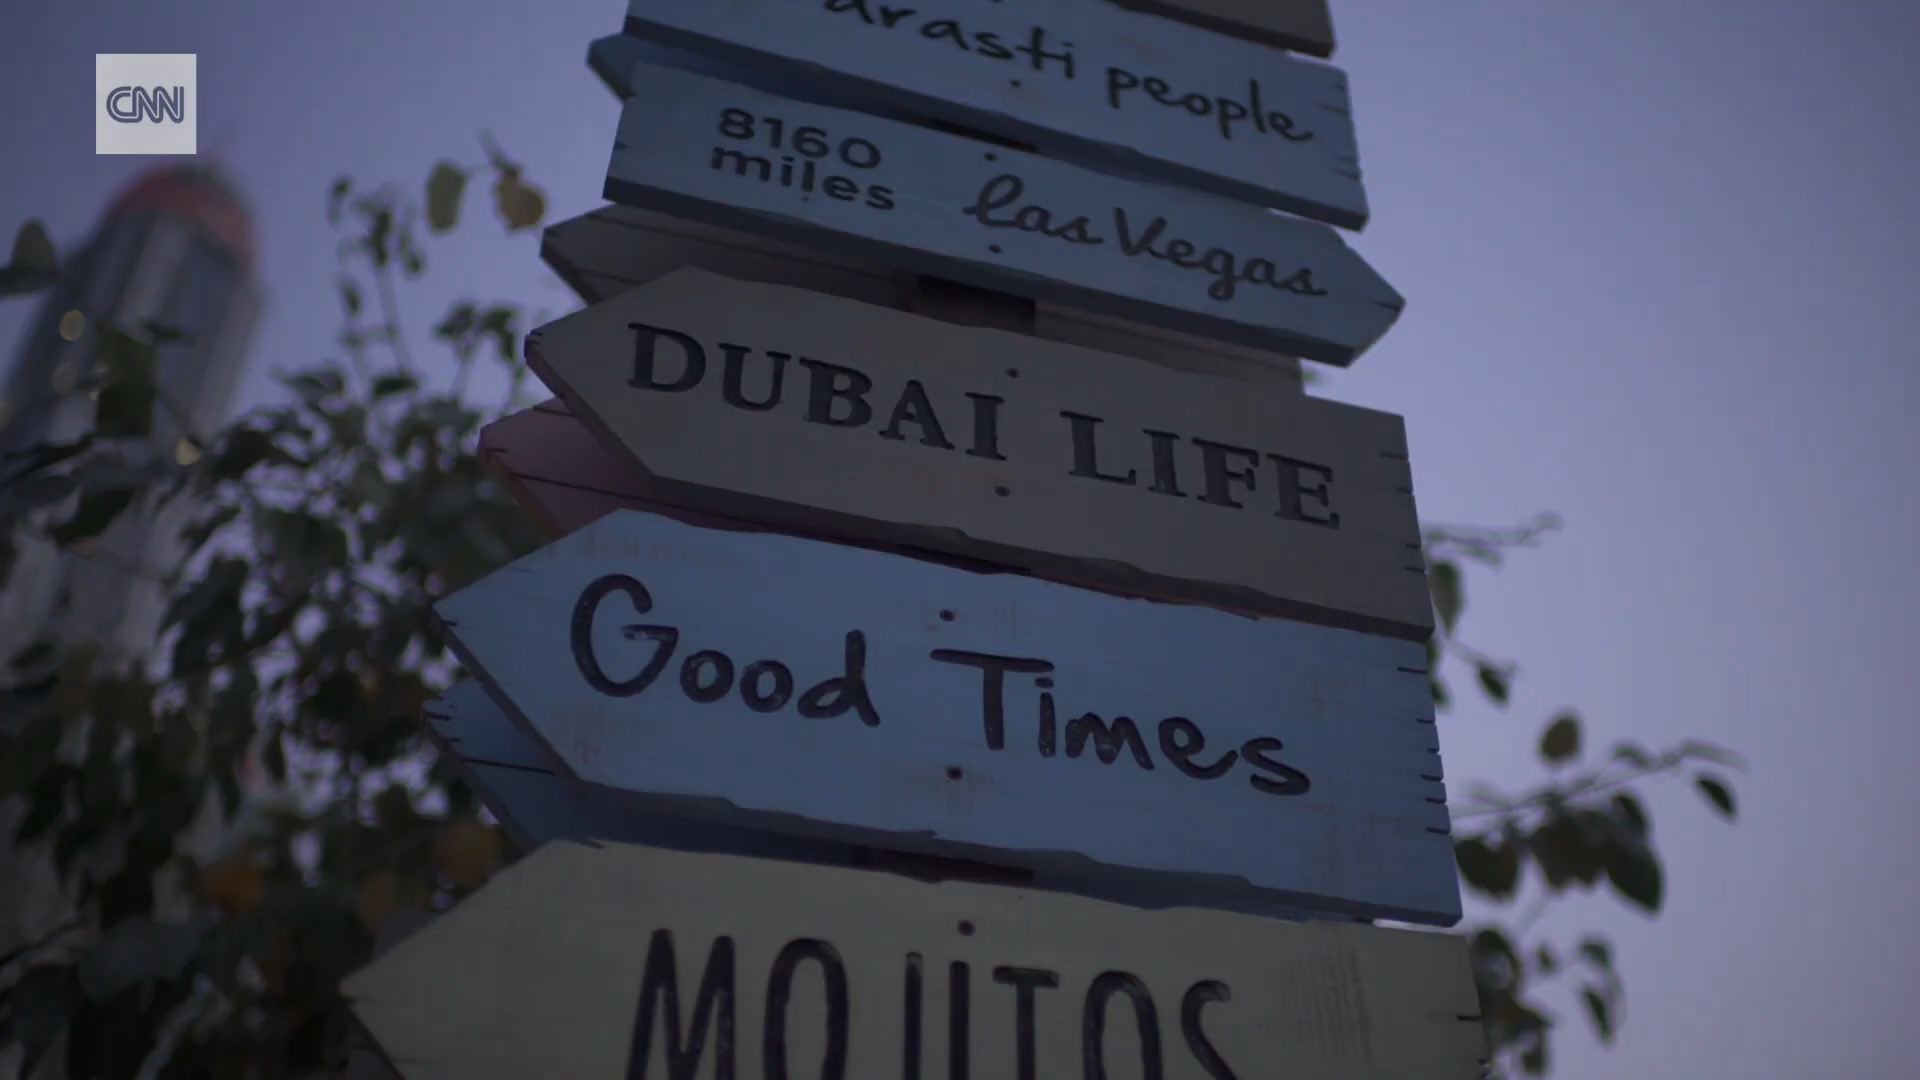 CNN
arasti people
8160 miles
las Vegas
DUBAI LIFE
Good Times
MOJITOS